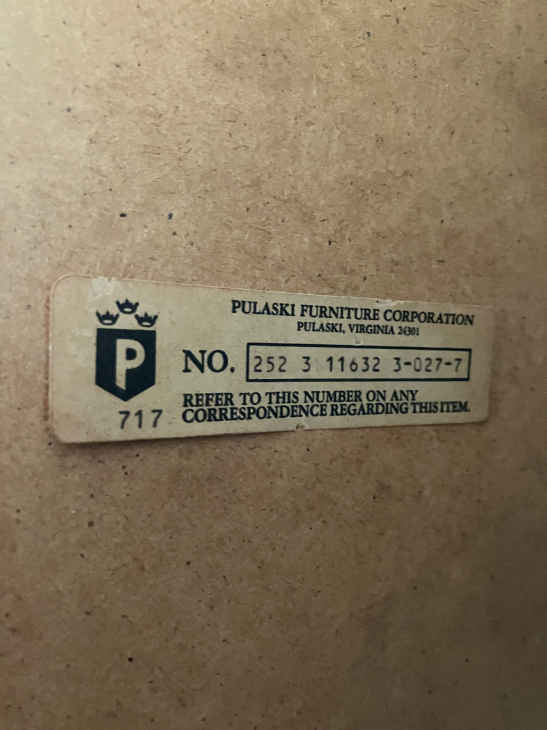 PULASKI FURNITURE CORPORATION
PULASKI, VIRGINIA 24301
P
NO. 252 3 11632 3-027-7
REFER TO THIS NUMBER ON ANY
CORRESPONDENCE REGARDING THIS ITEM.
717